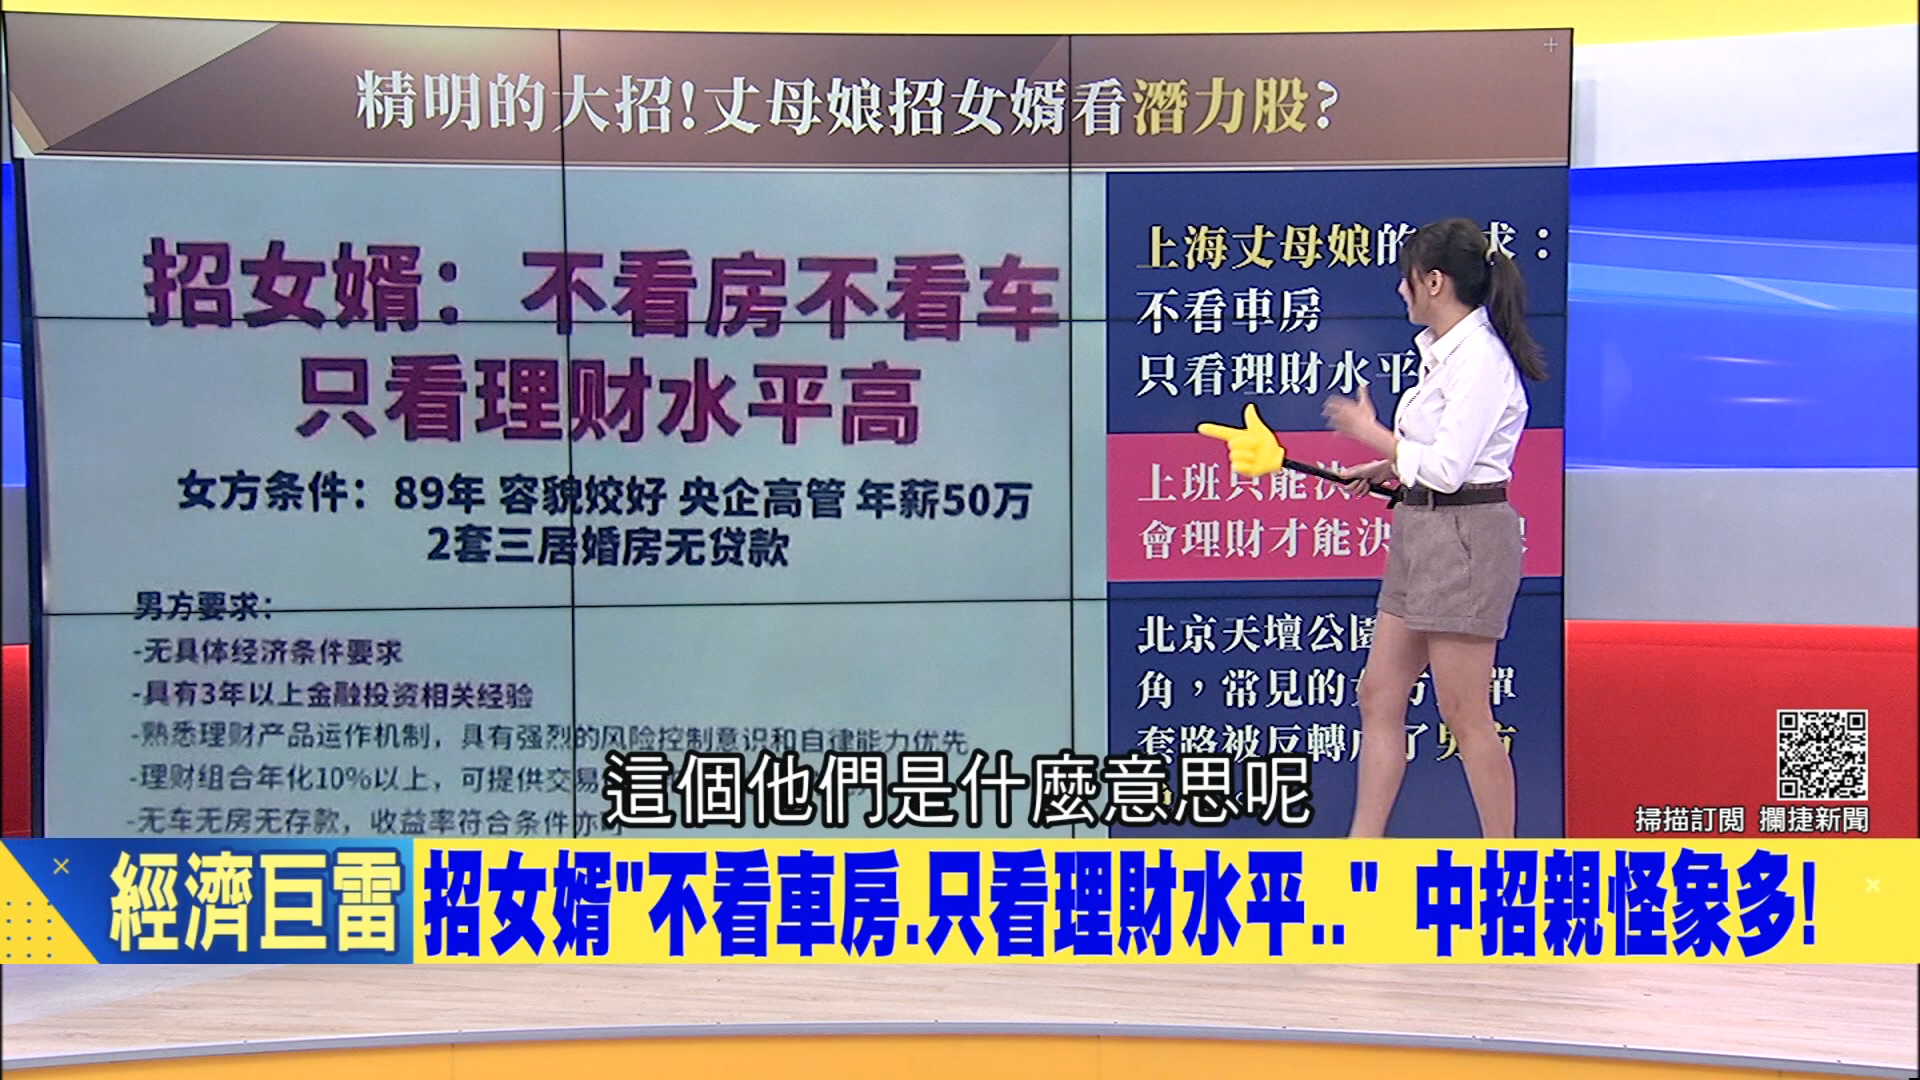 精明的大招!丈母娘招女婿看潛力股?
招女婿：不看房不看车
只看理财水平高
女方条件：89年 容貌姣好 央企高管 年薪50万
2套三居婚房无贷款
男方要求：
-无具体经济条件要求
-具有3年以上金融投资相关经验
-熟悉理财产品运作机制，具有强烈的风险控制意识和自律能力优先
-理财组合年化10%以上，可提供交易
-无车无房无存款，收益率符合条件亦可
上海丈母娘的 求：
不看車房
只看理財水平
上班只能決
會理財才能決
北京天壇公園
角，常見的女方 單
套路被反轉成了男方
這個他們是什麼意思呢
掃描訂閱 攔捷新聞
經濟巨雷
招女婿"不看車房.只看理財水平.." 中招親怪象多!